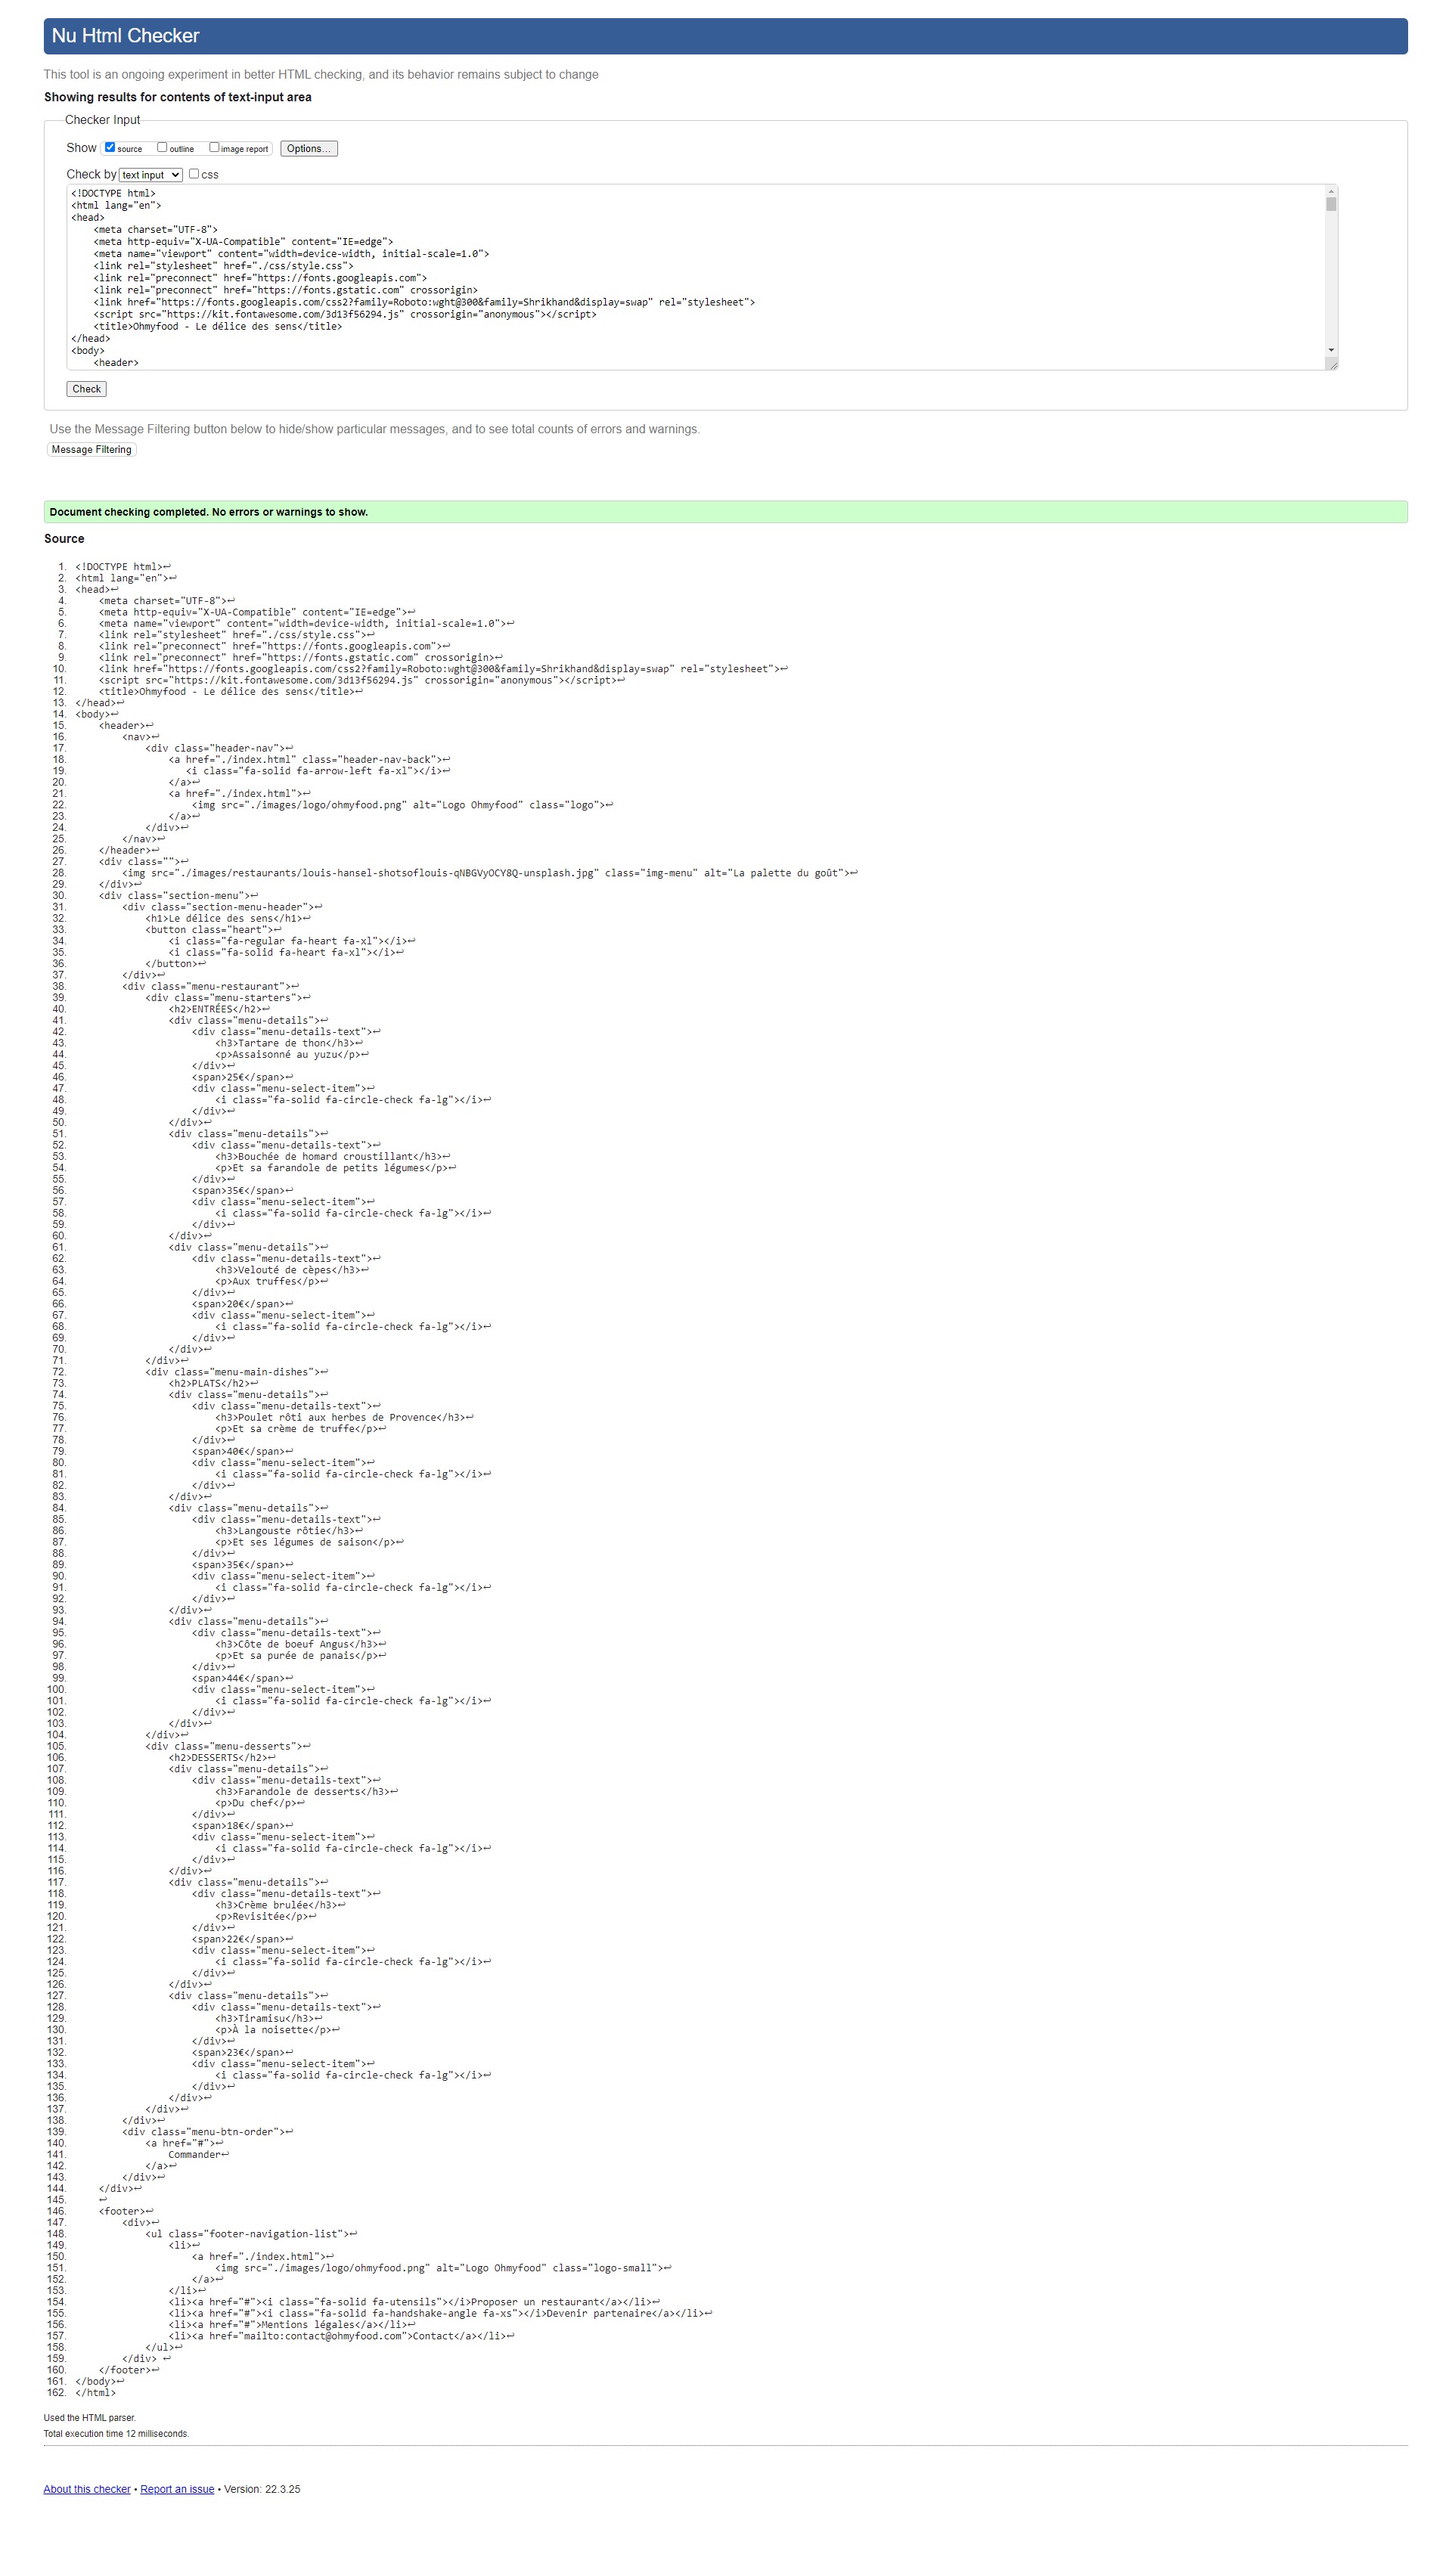 Nu Html Checker
This tool is an ongoing experiment in better HTML checking, and its behavior remains subject to change
Showing results for contents of text-input area
Checker Input
Show source outline image report Options...
Check by text input css
<!DOCTYPE html>
<html lang="en">
<head>
    <meta charset="UTF-8">
    <meta http-equiv="X-UA-Compatible" content="IE=edge">
    <meta name="viewport" content="width=device-width, initial-scale=1.0">
    <link rel="stylesheet" href="./css/style.css">
    <link rel="preconnect" href="https://fonts.googleapis.com">
    <link rel="preconnect" href="https://fonts.gstatic.com" crossorigin>
    <link href="https://fonts.googleapis.com/css2?family=Roboto:wght@300&family=Shrikhand&display=swap" rel="stylesheet">
    <script src="https://kit.fontawesome.com/3d13f56294.js" crossorigin="anonymous"></script>
    <title>Ohmyfood - Le délice des sens</title>
</head>
<body>
    <header>
Check
Use the Message Filtering button below to hide/show particular messages, and to see total counts of errors and warnings.
Message Filtering
Document checking completed. No errors or warnings to show.
Source
1. <!DOCTYPE html>↩
2. <html lang="en">↩
3. <head>↩
4.     <meta charset="UTF-8">↩
5.     <meta http-equiv="X-UA-Compatible" content="IE=edge">↩
6.     <meta name="viewport" content="width=device-width, initial-scale=1.0">↩
7.     <link rel="stylesheet" href="./css/style.css">↩
8.     <link rel="preconnect" href="https://fonts.googleapis.com">↩
9.     <link rel="preconnect" href="https://fonts.gstatic.com" crossorigin>↩
10.     <link href="https://fonts.googleapis.com/css2?family=Roboto:wght@300&family=Shrikhand&display=swap" rel="stylesheet">↩
11.     <script src="https://kit.fontawesome.com/3d13f56294.js" crossorigin="anonymous"></script>↩
12.     <title>Ohmyfood - Le délice des sens</title>↩
13. </head>↩
14. <body>↩
15.     <header>↩
16.         <nav>↩
17.             <div class="header-nav">↩
18.                 <a href="./index.html" class="header-nav-back">↩
19.                    <i class="fa-solid fa-arrow-left fa-xl"></i>↩
20.                 </a>↩
21.                 <a href="./index.html">↩
22.                     <img src="./images/logo/ohmyfood.png" alt="Logo Ohmyfood" class="logo">↩
23.                 </a>↩
24.             </div>↩
25.         </nav>↩
26.     </header>↩
27.     <div class="">↩
28.         <img src="./images/restaurants/louis-hansel-shotsoflouis-qNBGVyOCY8Q-unsplash.jpg" class="img-menu" alt="La palette du goût">↩
29.     </div>↩
30.     <div class="section-menu">↩
31.         <div class="section-menu-header">↩
32.             <h1>Le délice des sens</h1>↩
33.             <button class="heart">↩
34.                 <i class="fa-regular fa-heart fa-xl"></i>↩
35.                 <i class="fa-solid fa-heart fa-xl"></i>↩
36.             </button>↩
37.         </div>↩
38.         <div class="menu-restaurant">↩
39.             <div class="menu-starters">↩
40.                 <h2>ENTRÉES</h2>↩
41.                 <div class="menu-details">↩
42.                     <div class="menu-details-text">↩
43.                         <h3>Tartare de thon</h3>↩
44.                         <p>Assaisonné au yuzu</p>↩
45.                     </div>↩
46.                     <span>25€</span>↩
47.                     <div class="menu-select-item">↩
48.                         <i class="fa-solid fa-circle-check fa-lg"></i>↩
49.                     </div>↩
50.                 </div>↩
51.                 <div class="menu-details">↩
52.                     <div class="menu-details-text">↩
53.                         <h3>Bouchée de homard croustillant</h3>↩
54.                         <p>Et sa farandole de petits légumes</p>↩
55.                     </div>↩
56.                     <span>35€</span>↩
57.                     <div class="menu-select-item">↩
58.                         <i class="fa-solid fa-circle-check fa-lg"></i>↩
59.                     </div>↩
60.                 </div>↩
61.                 <div class="menu-details">↩
62.                     <div class="menu-details-text">↩
63.                         <h3>Velouté de cèpes</h3>↩
64.                         <p>Aux truffes</p>↩
65.                     </div>↩
66.                     <span>20€</span>↩
67.                     <div class="menu-select-item">↩
68.                         <i class="fa-solid fa-circle-check fa-lg"></i>↩
69.                     </div>↩
70.                 </div>↩
71.             </div>↩
72.             <div class="menu-main-dishes">↩
73.                 <h2>PLATS</h2>↩
74.                 <div class="menu-details">↩
75.                     <div class="menu-details-text">↩
76.                         <h3>Poulet rôti aux herbes de Provence</h3>↩
77.                         <p>Et sa crème de truffe</p>↩
78.                     </div>↩
79.                     <span>40€</span>↩
80.                     <div class="menu-select-item">↩
81.                         <i class="fa-solid fa-circle-check fa-lg"></i>↩
82.                     </div>↩
83.                 </div>↩
84.                 <div class="menu-details">↩
85.                     <div class="menu-details-text">↩
86.                         <h3>Langouste rôtie</h3>↩
87.                         <p>Et ses légumes de saison</p>↩
88.                     </div>↩
89.                     <span>35€</span>↩
90.                     <div class="menu-select-item">↩
91.                         <i class="fa-solid fa-circle-check fa-lg"></i>↩
92.                     </div>↩
93.                 </div>↩
94.                 <div class="menu-details">↩
95.                     <div class="menu-details-text">↩
96.                         <h3>Côte de boeuf Angus</h3>↩
97.                         <p>Et sa purée de panais</p>↩
98.                     </div>↩
99.                     <span>44€</span>↩
100.                     <div class="menu-select-item">↩
101.                         <i class="fa-solid fa-circle-check fa-lg"></i>↩
102.                     </div>↩
103.                 </div>↩
104.             </div>↩
105.             <div class="menu-desserts">↩
106.                 <h2>DESSERTS</h2>↩
107.                 <div class="menu-details">↩
108.                     <div class="menu-details-text">↩
109.                         <h3>Farandole de desserts</h3>↩
110.                         <p>Du chef</p>↩
111.                     </div>↩
112.                     <span>18€</span>↩
113.                     <div class="menu-select-item">↩
114.                         <i class="fa-solid fa-circle-check fa-lg"></i>↩
115.                     </div>↩
116.                 </div>↩
117.                 <div class="menu-details">↩
118.                     <div class="menu-details-text">↩
119.                         <h3>Crème brulée</h3>↩
120.                         <p>Revisitée</p>↩
121.                     </div>↩
122.                     <span>22€</span>↩
123.                     <div class="menu-select-item">↩
124.                         <i class="fa-solid fa-circle-check fa-lg"></i>↩
125.                     </div>↩
126.                 </div>↩
127.                 <div class="menu-details">↩
128.                     <div class="menu-details-text">↩
129.                         <h3>Tiramisu</h3>↩
130.                         <p>À la noisette</p>↩
131.                     </div>↩
132.                     <span>23€</span>↩
133.                     <div class="menu-select-item">↩
134.                         <i class="fa-solid fa-circle-check fa-lg"></i>↩
135.                     </div>↩
136.                 </div>↩
137.             </div>↩
138.         </div>↩
139.         <div class="menu-btn-order">↩
140.             <a href="#">↩
141.                 Commander↩
142.             </a>↩
143.         </div>↩
144.     </div>↩
145.     ↩
146.     <footer>↩
147.         <div>↩
148.             <ul class="footer-navigation-list">↩
149.                 <li>↩
150.                     <a href="./index.html">↩
151.                         <img src="./images/logo/ohmyfood.png" alt="Logo Ohmyfood" class="logo-small">↩
152.                     </a>↩
153.                 </li>↩
154.                 <li><a href="#"><i class="fa-solid fa-utensils"></i>Proposer un restaurant</a></li>↩
155.                 <li><a href="#"><i class="fa-solid fa-handshake-angle fa-xs"></i>Devenir partenaire</a></li>↩
156.                 <li><a href="#">Mentions légales</a></li>↩
157.                 <li><a href="mailto:contact@ohmyfood.com">Contact</a></li>↩
158.             </ul>↩
159.         </div> ↩
160.     </footer>↩
161. </body>↩
162. </html>
Used the HTML parser.
Total execution time 12 milliseconds.
About this checker • Report an issue • Version: 22.3.25